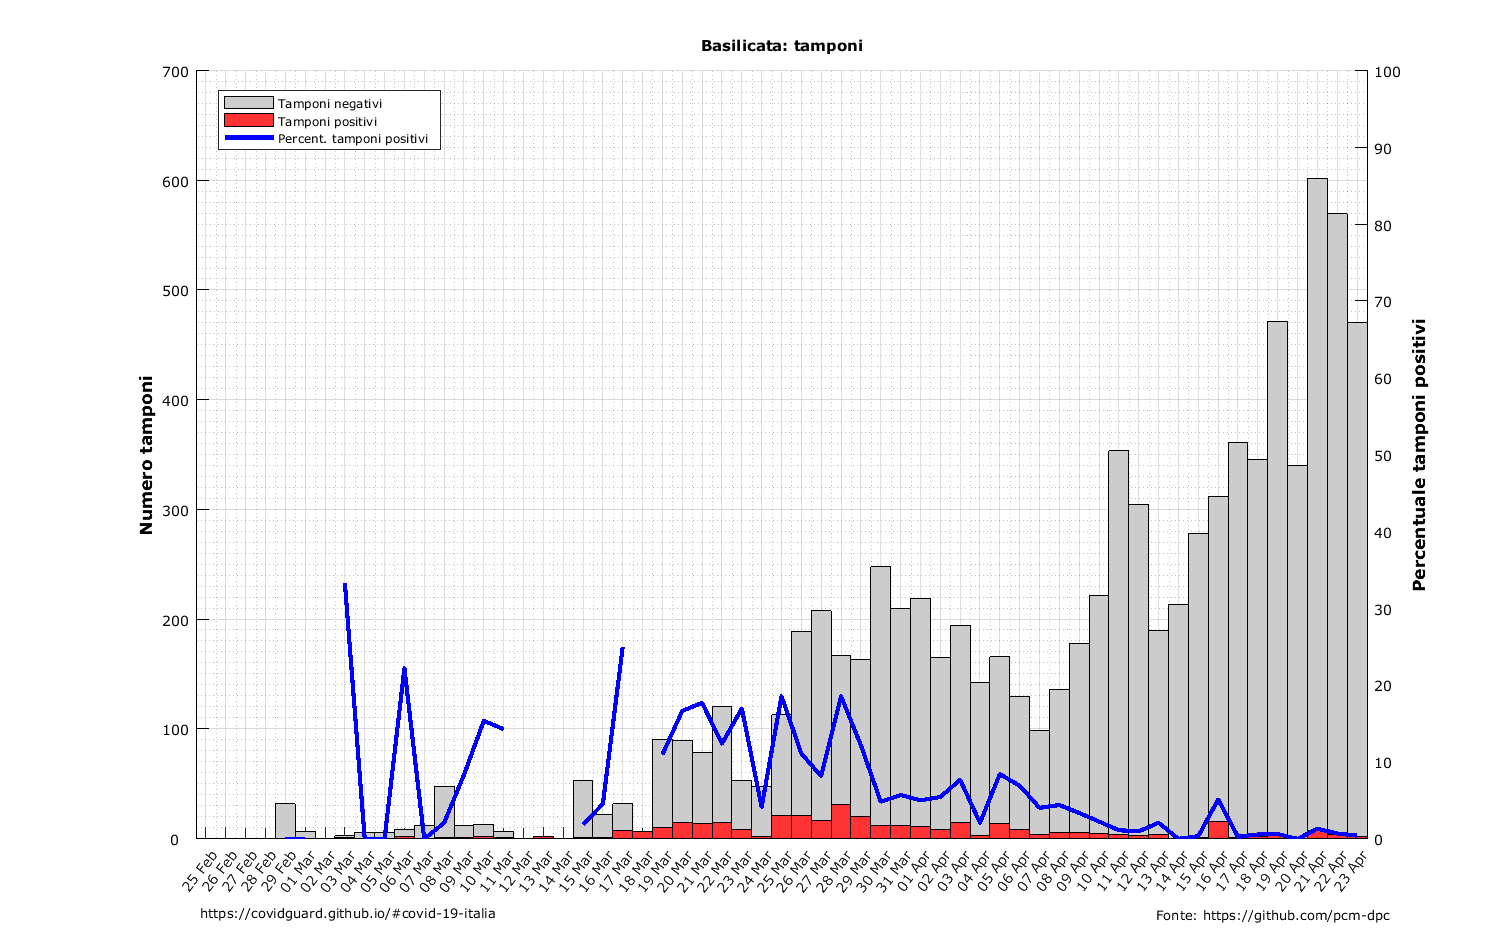 Basilicata: tamponi
700
600
500
400
300
200
100
0
Numero tamponi
Tamponi negativi
Tamponi positivi
Percent. tamponi positivi
100
90
80
70
60
50
40
30
20
10
0
Percentuale tamponi positivi
25 Feb
26 Feb
27 Feb
28 Feb
29 Feb
01 Mar
02 Mar
03 Mar
04 Mar
05 Mar
06 Mar
07 Mar
08 Mar
09 Mar
10 Mar
11 Mar
12 Mar
13 Mar
14 Mar
15 Mar
16 Mar
17 Mar
18 Mar
19 Mar
20 Mar
21 Mar
22 Mar
23 Mar
24 Mar
25 Mar
26 Mar
27 Mar
28 Mar
29 Mar
30 Mar
31 Mar
01 Apr
02 Apr
03 Apr
04 Apr
05 Apr
06 Apr
07 Apr
08 Apr
09 Apr
10 Apr
11 Apr
12 Apr
13 Apr
14 Apr
15 Apr
16 Apr
17 Apr
18 Apr
19 Apr
20 Apr
21 Apr
22 Apr
23 Apr
https://covidguard.github.io/#covid-19-italia
Fonte: https://github.com/pcm-dpc